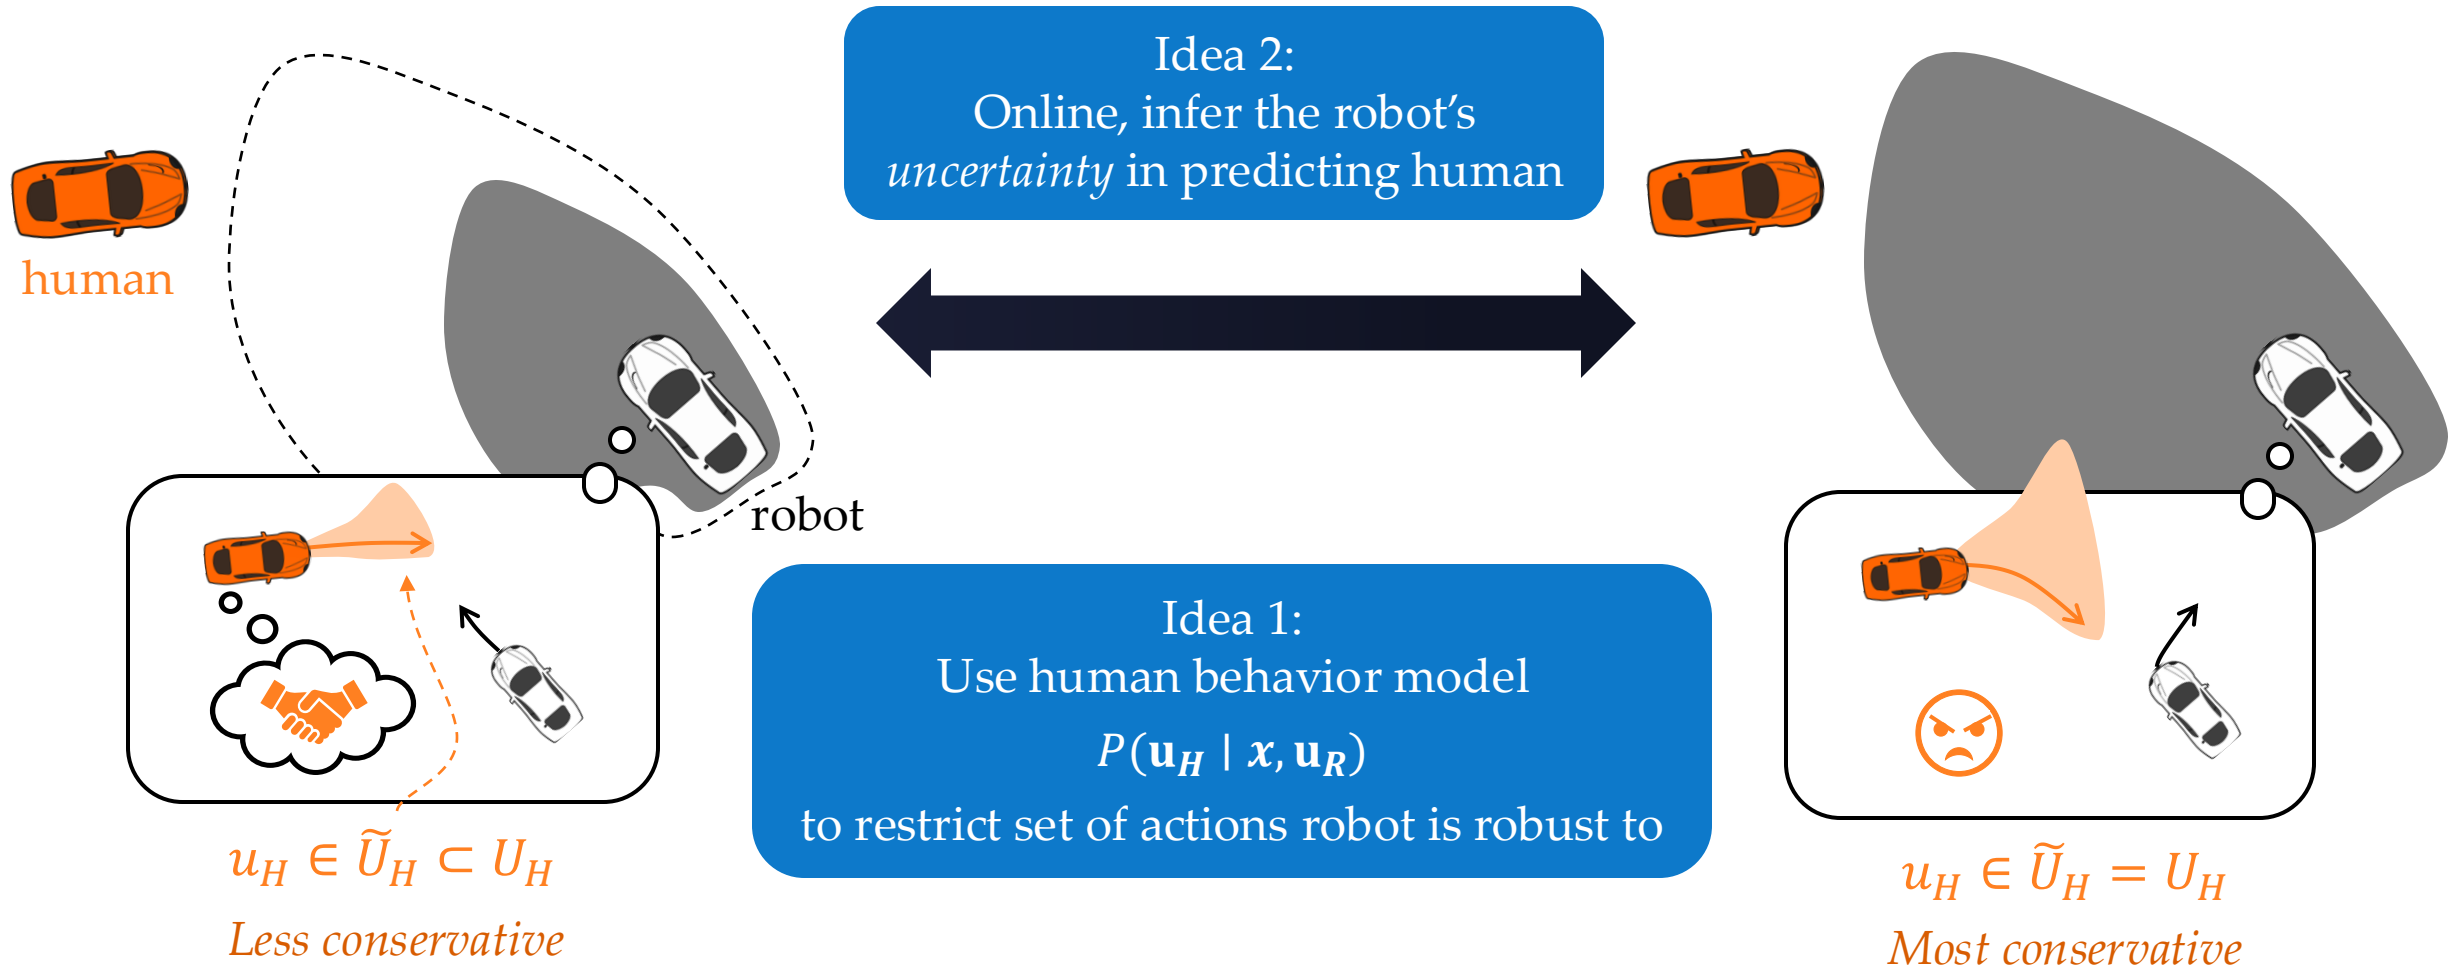 Idea 2:
Online, infer the robot's
uncertainty in predicting human
human
robot
Idea 1:
Use human behavior model
P(𝐮_H | x, 𝐮_R)
to restrict set of actions robot is robust to
u_H ∈ Ũ_H ⊂ U_H
Less conservative
u_H ∈ Ũ_H = U_H
Most conservative